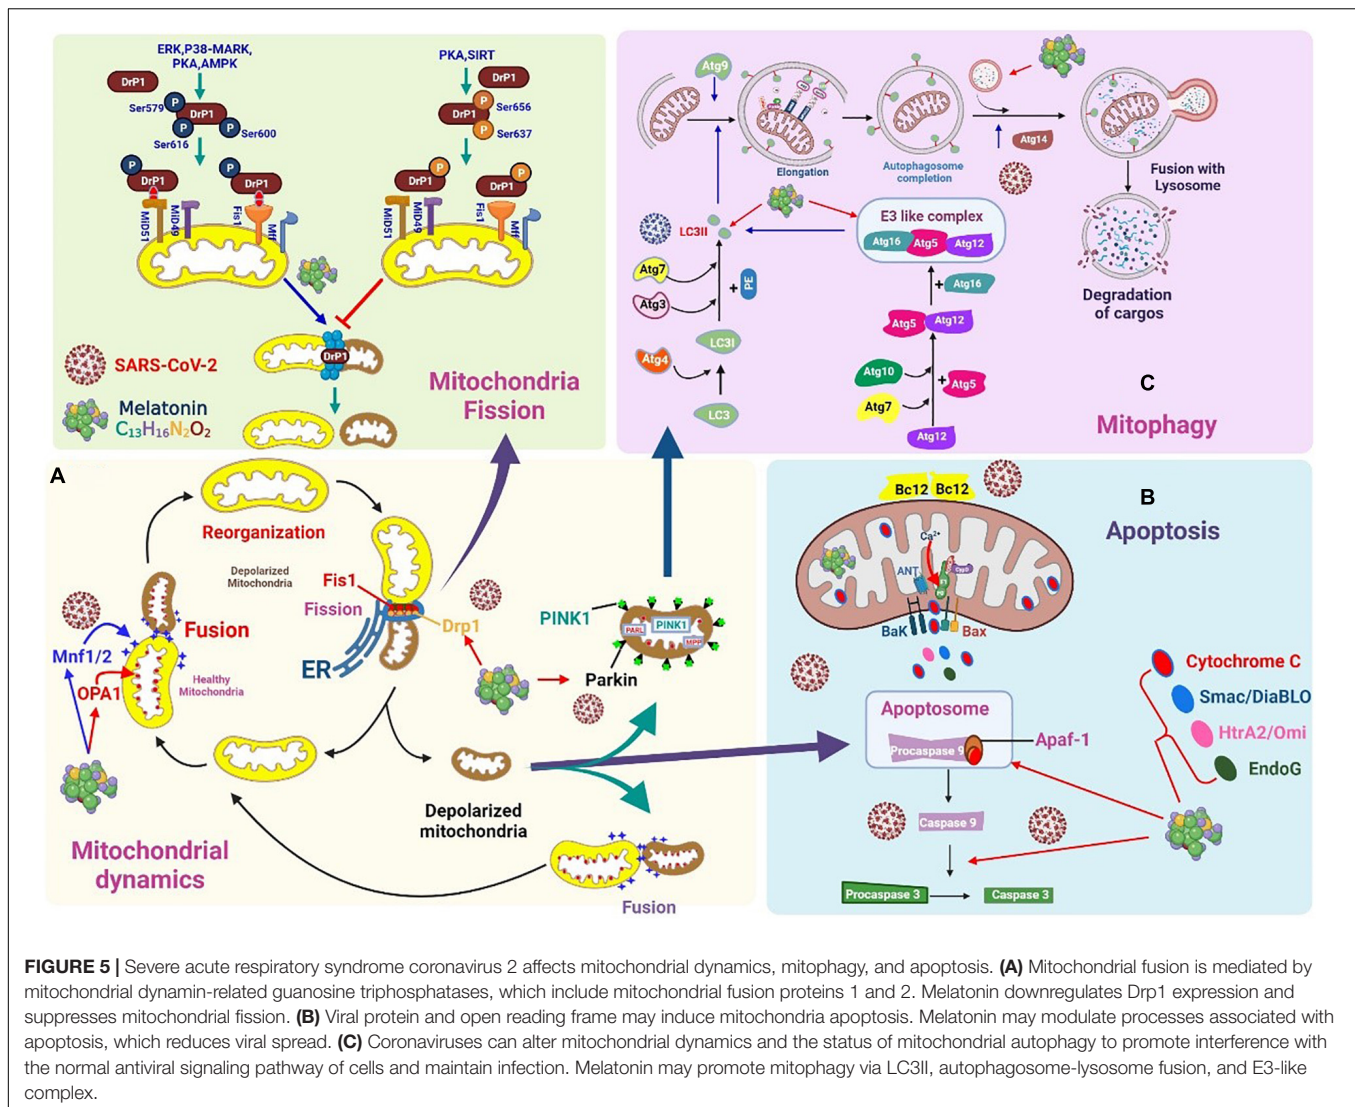 ERK,P38-MARK,
PKA,AMPK
DrP1
Ser579
P
DrP1
P
P
Ser600
Ser616
P
DrP1
P
DrP1
MID51
MID49
Fis1
Mff
PKA,SIRT
DrP1
P
Ser656
DrP1
P
Ser637
P
DrP1
P
DrP1
MID51
MID49
Fis1
Mff
DrP1
SARS-CoV-2
Melatonin
C13H16N2O2
Mitochondria
Fission
Atg9
Elongation
Autophagosome
completion
Atg14
Fusion with
Lysosome
Degradation
of cargos
LC3II
E3 like complex
Atg16
Atg5
Atg12
Atg7
Atg3
+
PE
+
Atg16
LC3I
Atg5
Atg12
Atg4
Atg10
+
Atg5
Atg7
LC3
Atg12
C
Mitophagy
A
Reorganization
Depolarized
Mitochondria
Fis1
Fission
Drp1
ER
Fusion
Mnf1/2
OPA1
Healthy
Mitochondria
PINK1
PARL
PINK1
MPP
Parkin
Depolarized
mitochondria
Mitochondrial
dynamics
Fusion
B
Apoptosis
Bc12
Bc12
Ca2+
ANT
CypD
BaK
Bax
Cytochrome C
Smac/DiaBLO
HtrA2/Omi
EndoG
Apoptosome
Procaspase 9
Apaf-1
Caspase 9
Procaspase 3
Caspase 3
FIGURE 5 | Severe acute respiratory syndrome coronavirus 2 affects mitochondrial dynamics, mitophagy, and apoptosis. (A) Mitochondrial fusion is mediated by
mitochondrial dynamin-related guanosine triphosphatases, which include mitochondrial fusion proteins 1 and 2. Melatonin downregulates Drp1 expression and
suppresses mitochondrial fission. (B) Viral protein and open reading frame may induce mitochondria apoptosis. Melatonin may modulate processes associated with
apoptosis, which reduces viral spread. (C) Coronaviruses can alter mitochondrial dynamics and the status of mitochondrial autophagy to promote interference with
the normal antiviral signaling pathway of cells and maintain infection. Melatonin may promote mitophagy via LC3II, autophagosome-lysosome fusion, and E3-like
complex.